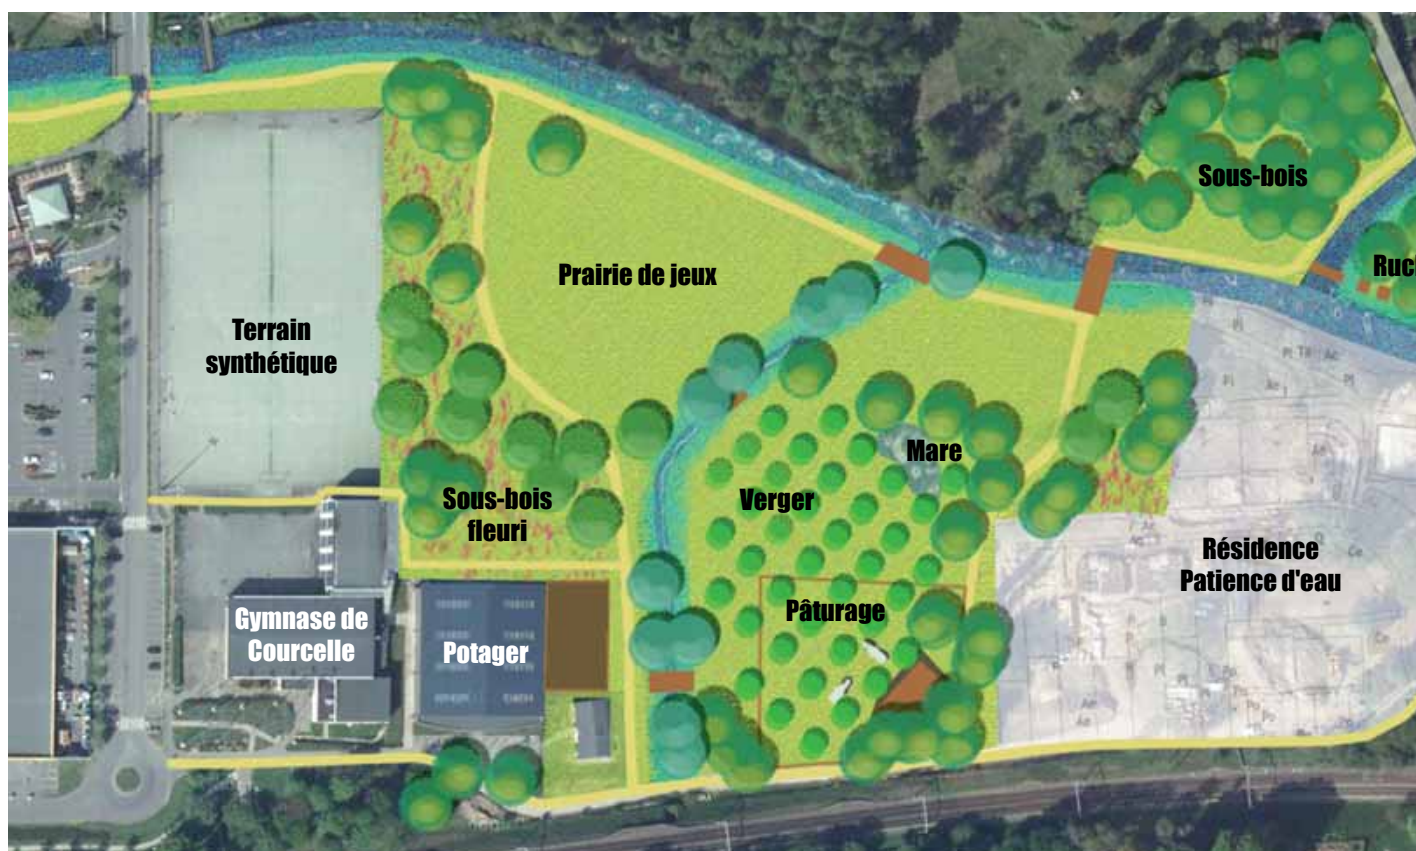 Sous-bois
Ruch
Prairie de jeux
Terrain
synthétique
Mare
Verger
Sous-bois
fleuri
Résidence
Patience d'eau
Pâturage
Gymnase de
Courcelle
Potager